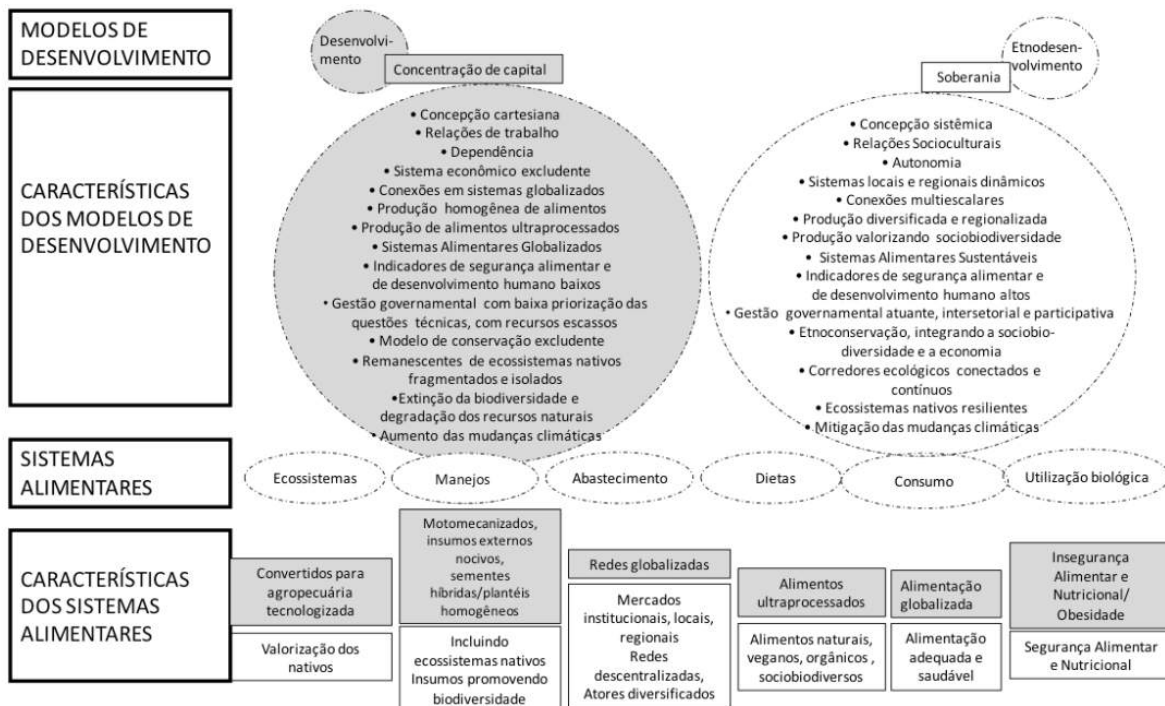 MODELOS DE
DESENVOLVIMENTO
Desenvolvi-
mento
Concentração de capital
Etnodesen-
volvimento
Soberania
CARACTERÍSTICAS
DOS MODELOS DE
DESENVOLVIMENTO
• Concepção cartesiana
• Relações de trabalho
• Dependência
• Sistema econômico excludente
• Conexões em sistemas globalizados
• Produção homogênea de alimentos
• Produção de alimentos ultraprocessados
• Sistemas Alimentares Globalizados
• Indicadores de segurança alimentar e
de desenvolvimento humano baixos
• Gestão governamental com baixa priorização das
questões técnicas, com recursos escassos
• Modelo de conservação excludente
• Remanescentes de ecossistemas nativos
fragmentados e isolados
•Extinção da biodiversidade e
degradação dos recursos naturais
• Aumento das mudanças climáticas
• Concepção sistêmica
• Relações Socioculturais
• Autonomia
• Sistemas locais e regionais dinâmicos
• Conexões multiescalares
• Produção diversificada e regionalizada
• Produção valorizando sociobiodiversidade
• Sistemas Alimentares Sustentáveis
• Indicadores de segurança alimentar e
de desenvolvimento humano altos
• Gestão governamental atuante, intersetorial e participativa
• Etnoconservação, integrando a sociobio-
diversidade e a economia
• Corredores ecológicos conectados e
contínuos
• Ecossistemas nativos resilientes
• Mitigação das mudanças climáticas
SISTEMAS
ALIMENTARES
Ecossistemas
Manejos
Abastecimento
Dietas
Consumo
Utilização biológica
CARACTERÍSTICAS
DOS SISTEMAS
ALIMENTARES
Convertidos para
agropecuária
tecnologizada
Valorização dos
nativos
Motomecanizados,
insumos externos
nocivos,
sementes
híbridas/plantéis
homogêneos
Incluindo
ecossistemas nativos
Insumos promovendo
biodiversidade
Redes globalizadas
Mercados
institucionais, locais,
regionais
Redes
descentralizadas,
Atores diversificados
Alimentos
ultraprocessados
Alimentos naturais,
veganos, orgânicos ,
sociobiodiversos
Alimentação
globalizada
Alimentação
adequada e
saudável
Insegurança
Alimentar e
Nutricional/
Obesidade
Segurança Alimentar
e Nutricional